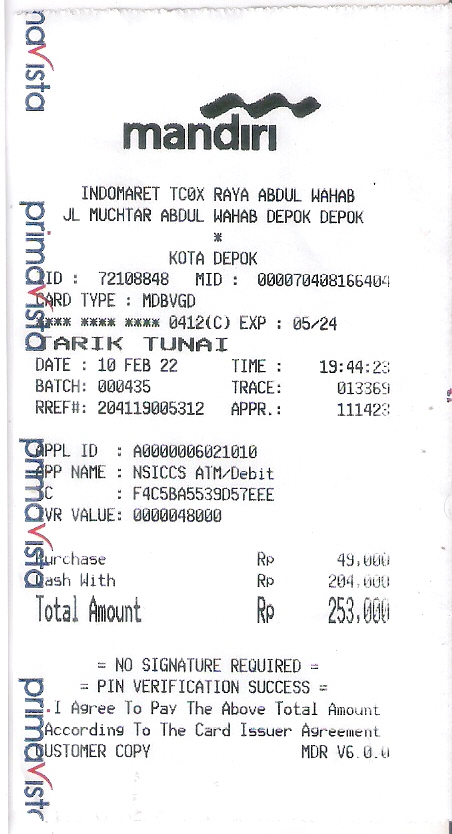 mandiri
INDOMARET TC0X RAYA ABDUL WAHAB
JL MUCHTAR ABDUL WAHAB DEPOK DEPOK
*
KOTA DEPOK
ID : 72108848 MID : 000070408166404
CARD TYPE : MDBVGD
**** **** **** 0412(C) EXP : 05/24
TARIK TUNAI
DATE : 10 FEB 22 TIME : 19:44:23
BATCH: 000435 TRACE: 013369
RREF#: 204119005312 APPR.: 111423
APPL ID : A0000006021010
APP NAME : NSICCS ATM/Debit
C : F4C5BA5539D57EEE
VR VALUE: 0000048000
Purchase Rp 49.000
Cash With Rp 204.000
Total Amount Rp 253.000
= NO SIGNATURE REQUIRED =
= PIN VERIFICATION SUCCESS =
I Agree To Pay The Above Total Amount
According To The Card Issuer Agreement
CUSTOMER COPY MDR V6.0.0
navista
primavista
primavista
primavist